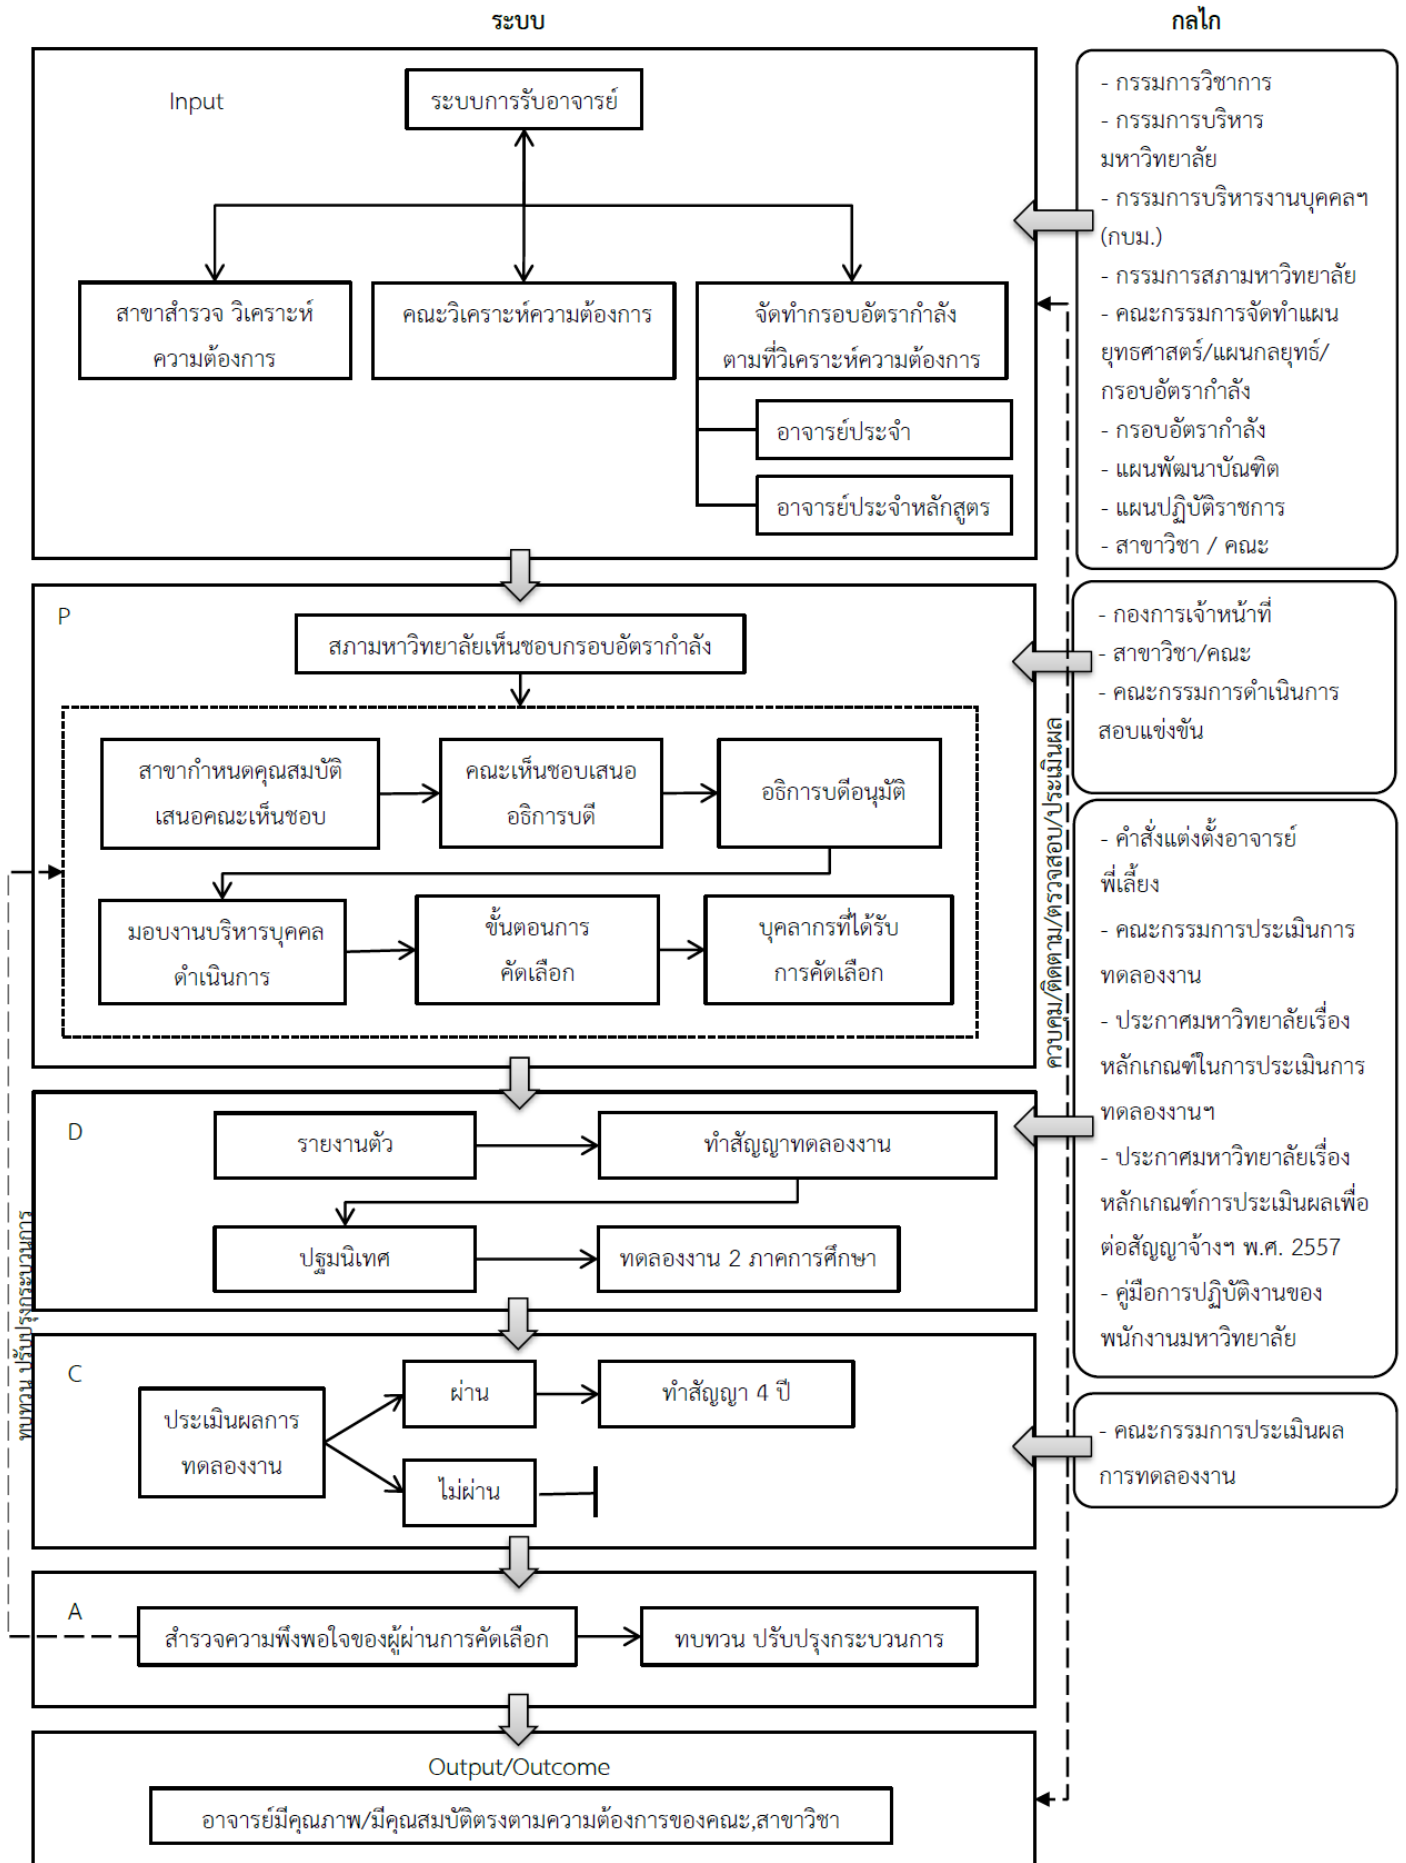 ระบบ
กลไก
Input
ระบบการรับอาจารย์
สาขาสำรวจ วิเคราะห์
ความต้องการ
คณะวิเคราะห์ความต้องการ
จัดทำกรอบอัตรากำลัง
ตามที่วิเคราะห์ความต้องการ
อาจารย์ประจำ
อาจารย์ประจำหลักสูตร
- กรรมการวิชาการ
- กรรมการบริหาร
มหาวิทยาลัย
- กรรมการบริหารงานบุคคลฯ
(กบม.)
- กรรมการสภามหาวิทยาลัย
- คณะกรรมการจัดทำแผน
ยุทธศาสตร์/แผนกลยุทธ์/
กรอบอัตรากำลัง
- กรอบอัตรากำลัง
- แผนพัฒนาบัณฑิต
- แผนปฏิบัติราชการ
- สาขาวิชา / คณะ
P
สภามหาวิทยาลัยเห็นชอบกรอบอัตรากำลัง
สาขากำหนดคุณสมบัติ
เสนอคณะเห็นชอบ
คณะเห็นชอบเสนอ
อธิการบดี
อธิการบดีอนุมัติ
มอบงานบริหารบุคคล
ดำเนินการ
ขั้นตอนการ
คัดเลือก
บุคลากรที่ได้รับ
การคัดเลือก
- กองการเจ้าหน้าที่
- สาขาวิชา/คณะ
- คณะกรรมการดำเนินการ
สอบแข่งขัน
ควบคุม/ติดตาม/ตรวจสอบ/ประเมินผล
D
รายงานตัว
ทำสัญญาทดลองงาน
ปฐมนิเทศ
ทดลองงาน 2 ภาคการศึกษา
- คำสั่งแต่งตั้งอาจารย์
พี่เลี้ยง
- คณะกรรมการประเมินการ
ทดลองงาน
- ประกาศมหาวิทยาลัยเรื่อง
หลักเกณฑ์ในการประเมินการ
ทดลองงานฯ
- ประกาศมหาวิทยาลัยเรื่อง
หลักเกณฑ์การประเมินผลเพื่อ
ต่อสัญญาจ้างฯ พ.ศ. 2557
- คู่มือการปฏิบัติงานของ
พนักงานมหาวิทยาลัย
ทบทวน ปรับปรุงกระบวนการ
C
ประเมินผลการ
ทดลองงาน
ผ่าน
ทำสัญญา 4 ปี
ไม่ผ่าน
- คณะกรรมการประเมินผล
การทดลองงาน
A
สำรวจความพึงพอใจของผู้ผ่านการคัดเลือก
ทบทวน ปรับปรุงกระบวนการ
Output/Outcome
อาจารย์มีคุณภาพ/มีคุณสมบัติตรงตามความต้องการของคณะ,สาขาวิชา